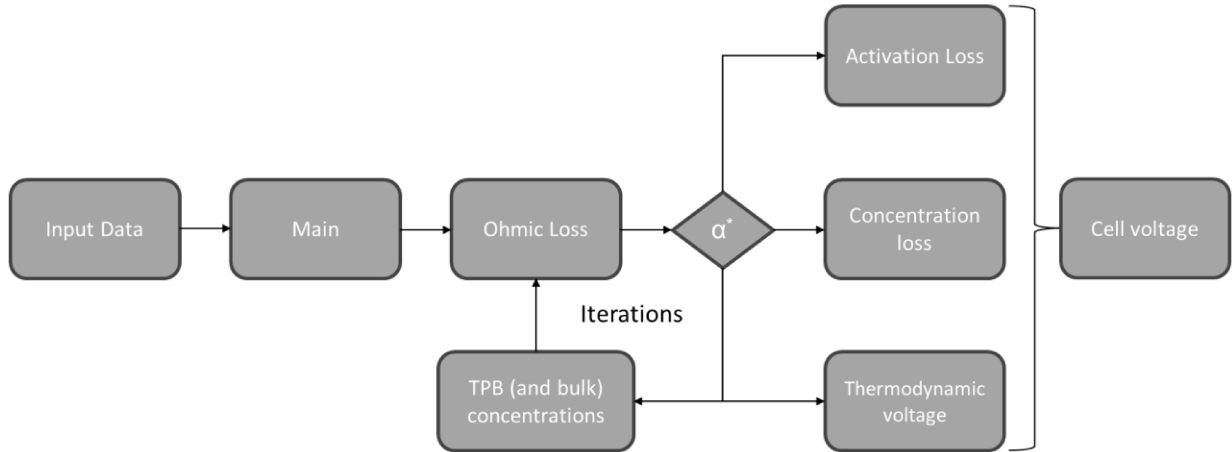 Activation Loss
Input Data
Main
Ohmic Loss
α*
Concentration
loss
Cell voltage
Iterations
TPB (and bulk)
concentrations
Thermodynamic
voltage